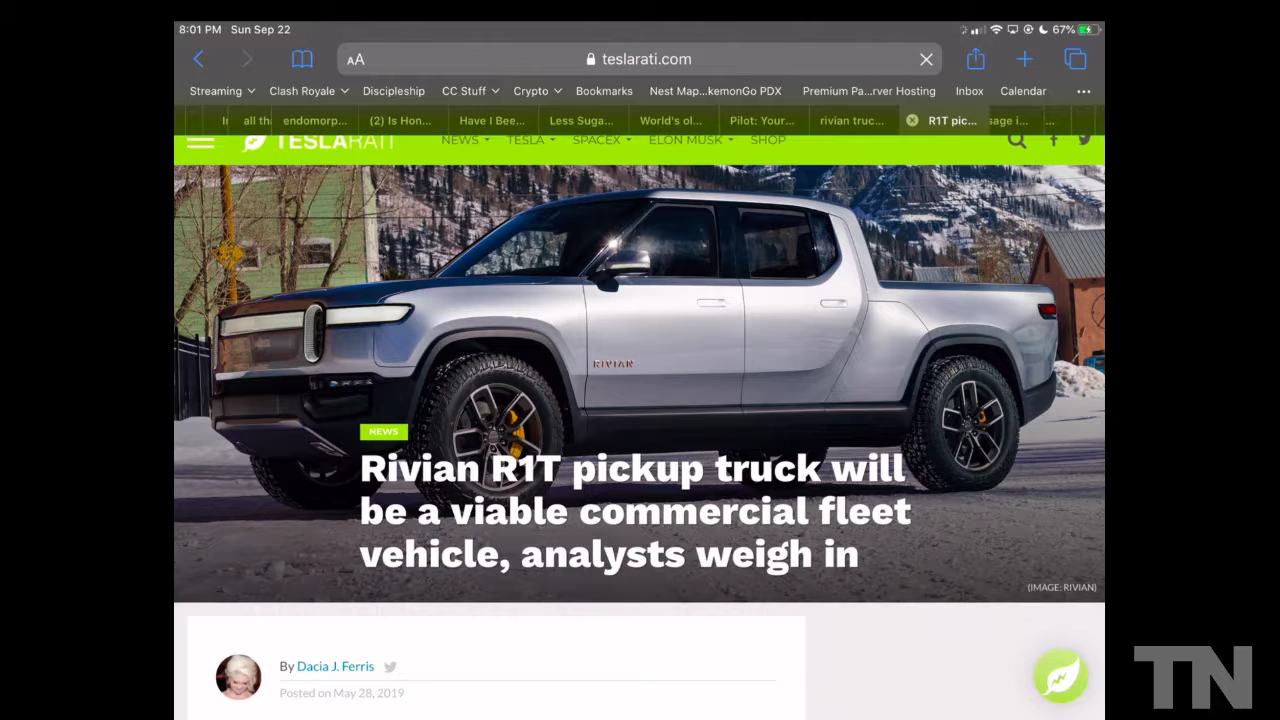 8:01 PM Sun Sep 22
67%
AA
teslarati.com
Streaming Clash Royale Discipleship CC Stuff Crypto Bookmarks Nest Map...kemonGo PDX Premium Pa...rver Hosting Inbox Calendar
all tha endomorp... (2) Is Hon... Have I Bee... Less Suga... World's ol... Pilot: Your... rivian truc... R1T pic... sage i...
TESLARATI NEWS TESLA SPACEX ELON MUSK SHOP
RIVIAN
NEWS
Rivian R1T pickup truck will
be a viable commercial fleet
vehicle, analysts weigh in
(IMAGE: RIVIAN)
By Dacia J. Ferris
Posted on May 28, 2019
TN